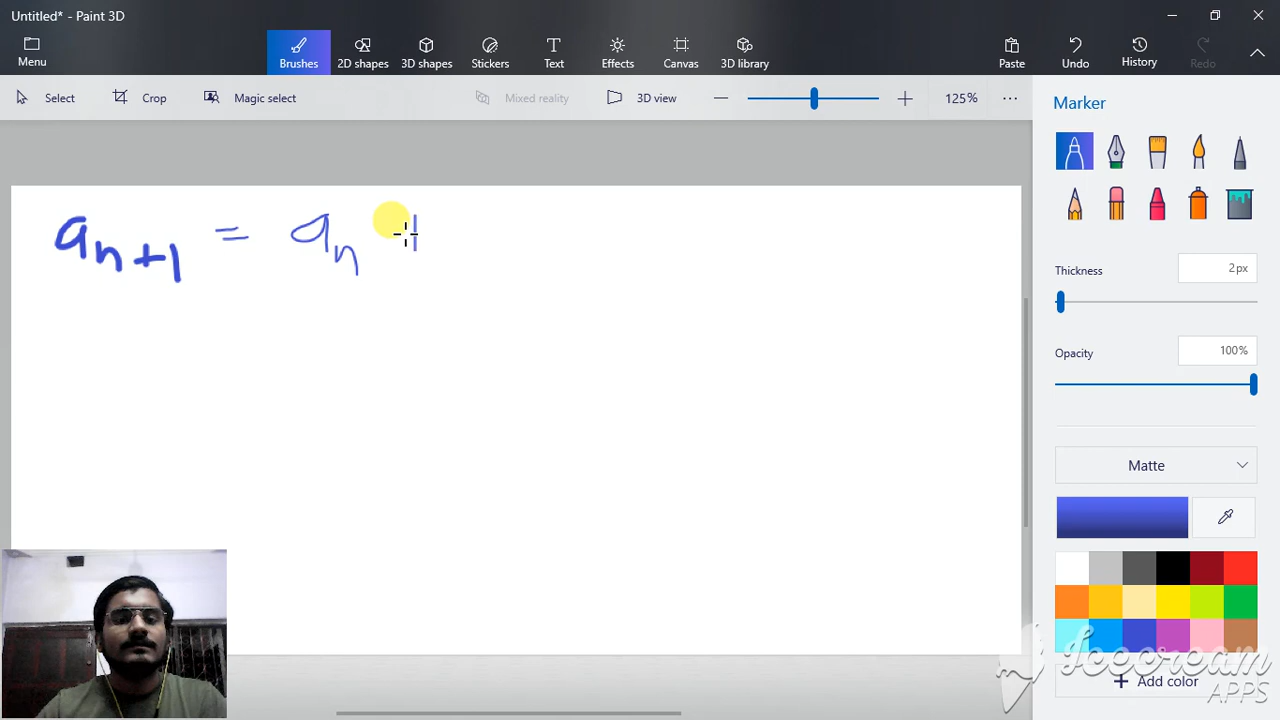 Untitled* - Paint 3D
Menu
Brushes
2D shapes
3D shapes
Stickers
Text
Effects
Canvas
3D library
Paste
Undo
History
Redo
Select
Crop
Magic select
Mixed reality
3D view
125%
Marker
Thickness
2px
Opacity
100%
Matte
Add color
aₙ₊₁ = aₙ
Icecream
APPS